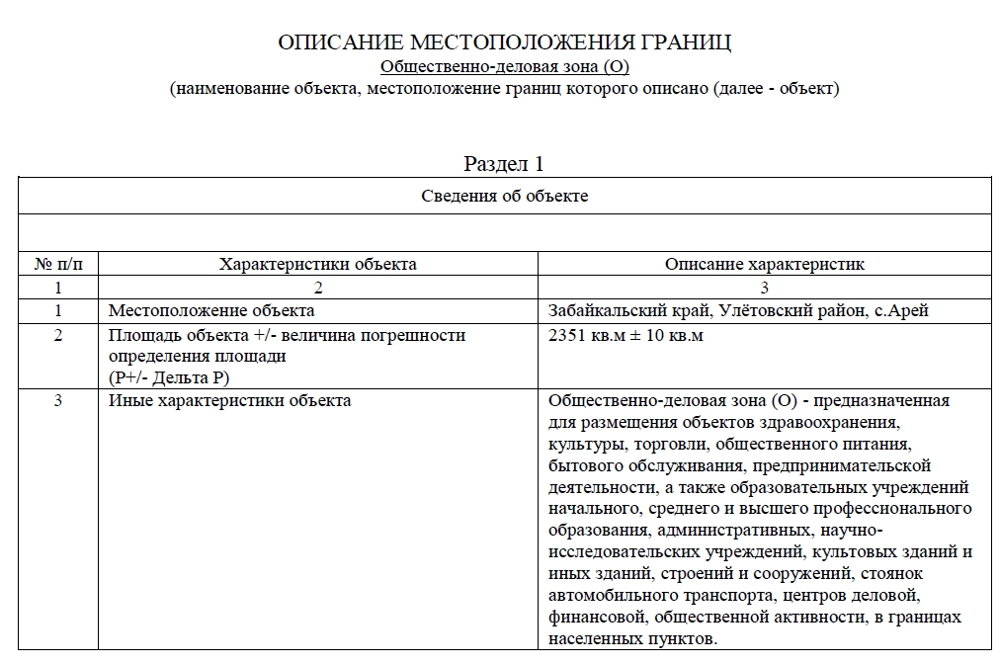 ОПИСАНИЕ МЕСТОПОЛОЖЕНИЯ ГРАНИЦ
Общественно-деловая зона (О)
(наименование объекта, местоположение границ которого описано (далее - объект)
Раздел 1
Сведения об объекте
№ п/п Характеристики объекта Описание характеристик
1 2 3
1 Местоположение объекта Забайкальский край, Улётовский район, с.Арей
2 Площадь объекта +/- величина погрешности 2351 кв.м ± 10 кв.м
определения площади
(Р+/- Дельта Р)
3 Иные характеристики объекта Общественно-деловая зона (О) - предназначенная
для размещения объектов здравоохранения,
культуры, торговли, общественного питания,
бытового обслуживания, предпринимательской
деятельности, а также образовательных учреждений
начального, среднего и высшего профессионального
образования, административных, научно-
исследовательских учреждений, культовых зданий и
иных зданий, строений и сооружений, стоянок
автомобильного транспорта, центров деловой,
финансовой, общественной активности, в границах
населенных пунктов.